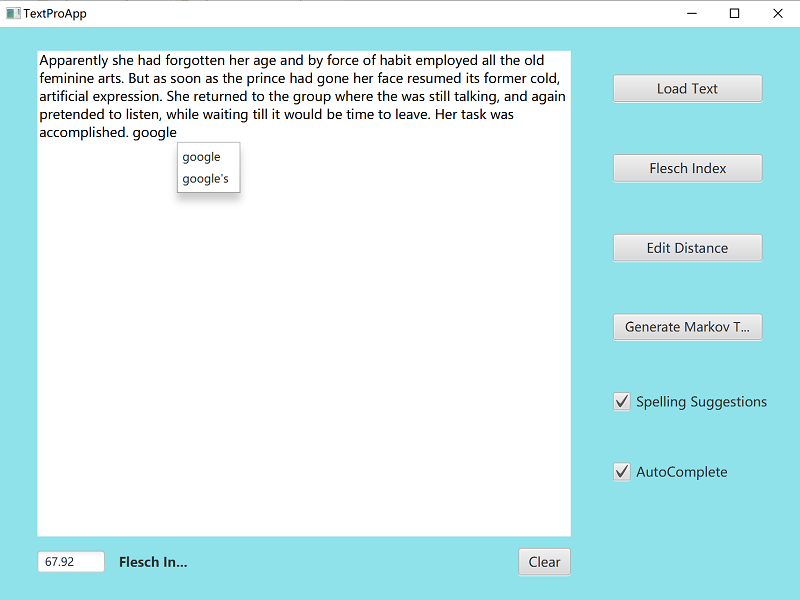 TextProApp
Apparently she had forgotten her age and by force of habit employed all the old
feminine arts. But as soon as the prince had gone her face resumed its former cold,
artificial expression. She returned to the group where the was still talking, and again
pretended to listen, while waiting till it would be time to leave. Her task was
accomplished. google
google
google's
Load Text
Flesch Index
Edit Distance
Generate Markov T...
Spelling Suggestions
AutoComplete
67.92
Flesch In...
Clear